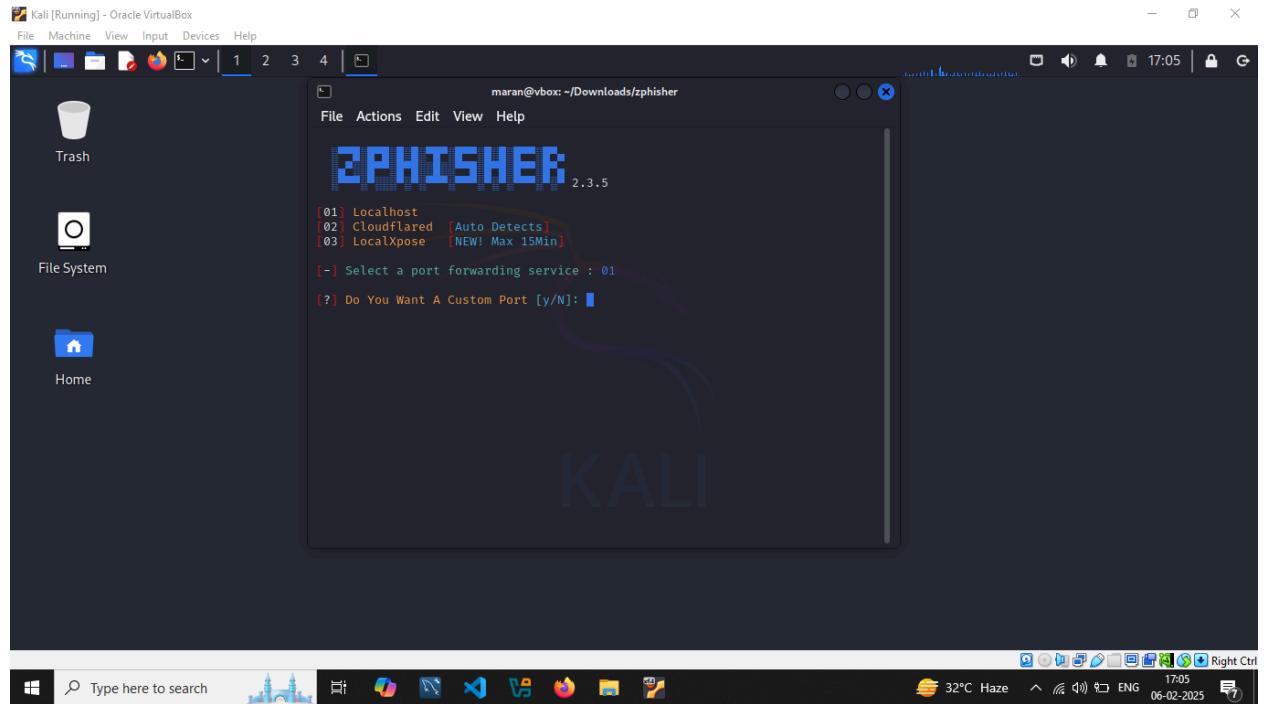 Kali [Running] - Oracle VirtualBox
File Machine View Input Devices Help
1 2 3 4
17:05
maran@vbox: ~/Downloads/zphisher
File Actions Edit View Help
ZPHISHER 2.3.5
[01] Localhost
[02] Cloudflared [Auto Detects]
[03] LocalXpose [NEW! Max 15Min]
[-] Select a port forwarding service : 01
[?] Do You Want A Custom Port [y/N]:
Trash
File System
Home
KALI
Right Ctrl
Type here to search
32°C Haze
ENG
17:05
06-02-2025
7